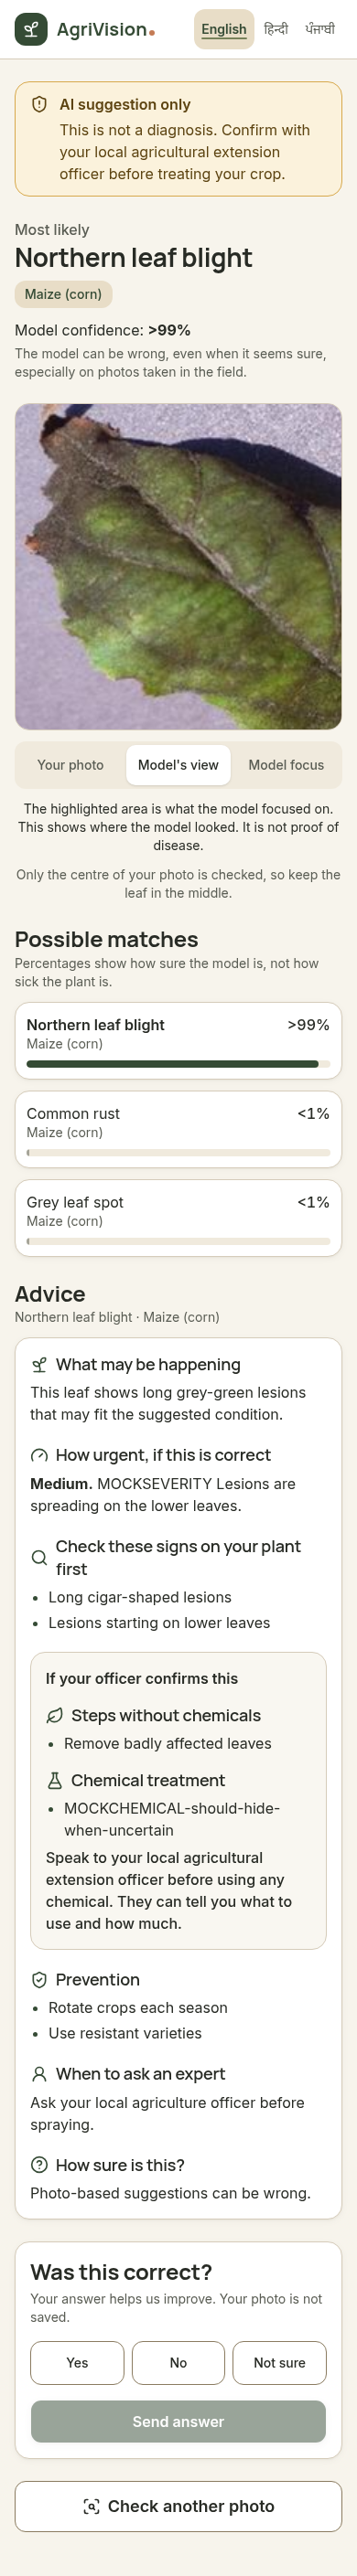 AgriVision
English हिन्दी ਪੰਜਾਬੀ
AI suggestion only
This is not a diagnosis. Confirm with
your local agricultural extension
officer before treating your crop.
Most likely
Northern leaf blight
Maize (corn)
Model confidence: >99%
The model can be wrong, even when it seems sure,
especially on photos taken in the field.
Your photo Model's view Model focus
The highlighted area is what the model focused on.
This shows where the model looked. It is not proof of
disease.
Only the centre of your photo is checked, so keep the
leaf in the middle.
Possible matches
Percentages show how sure the model is, not how
sick the plant is.
Northern leaf blight >99%
Maize (corn)
Common rust <1%
Maize (corn)
Grey leaf spot <1%
Maize (corn)
Advice
Northern leaf blight · Maize (corn)
What may be happening
This leaf shows long grey-green lesions
that may fit the suggested condition.
How urgent, if this is correct
Medium. MOCKSEVERITY Lesions are
spreading on the lower leaves.
Check these signs on your plant
first
• Long cigar-shaped lesions
• Lesions starting on lower leaves
If your officer confirms this
Steps without chemicals
• Remove badly affected leaves
Chemical treatment
• MOCKCHEMICAL-should-hide-
when-uncertain
Speak to your local agricultural
extension officer before using any
chemical. They can tell you what to
use and how much.
Prevention
• Rotate crops each season
• Use resistant varieties
When to ask an expert
Ask your local agriculture officer before
spraying.
How sure is this?
Photo-based suggestions can be wrong.
Was this correct?
Your answer helps us improve. Your photo is not
saved.
Yes No Not sure
Send answer
Check another photo